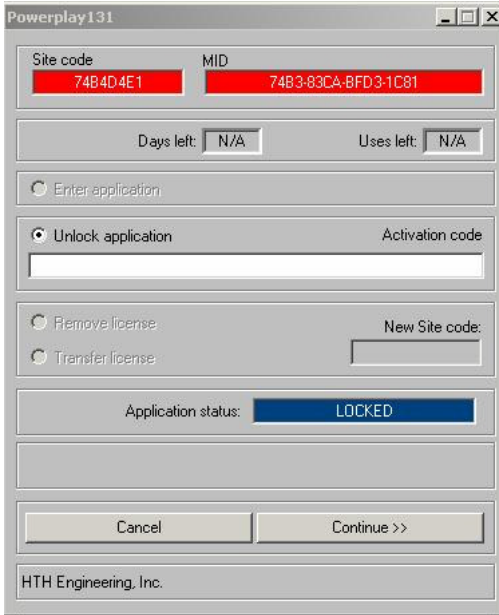 Powerplay131
Site code MID
74B4D4E1 74B3-83CA-BFD3-1C81
Days left: N/A Uses left: N/A
Enter application
Unlock application Activation code
Remove license New Site code:
Transfer license
Application status: LOCKED
Cancel Continue >>
HTH Engineering, Inc.